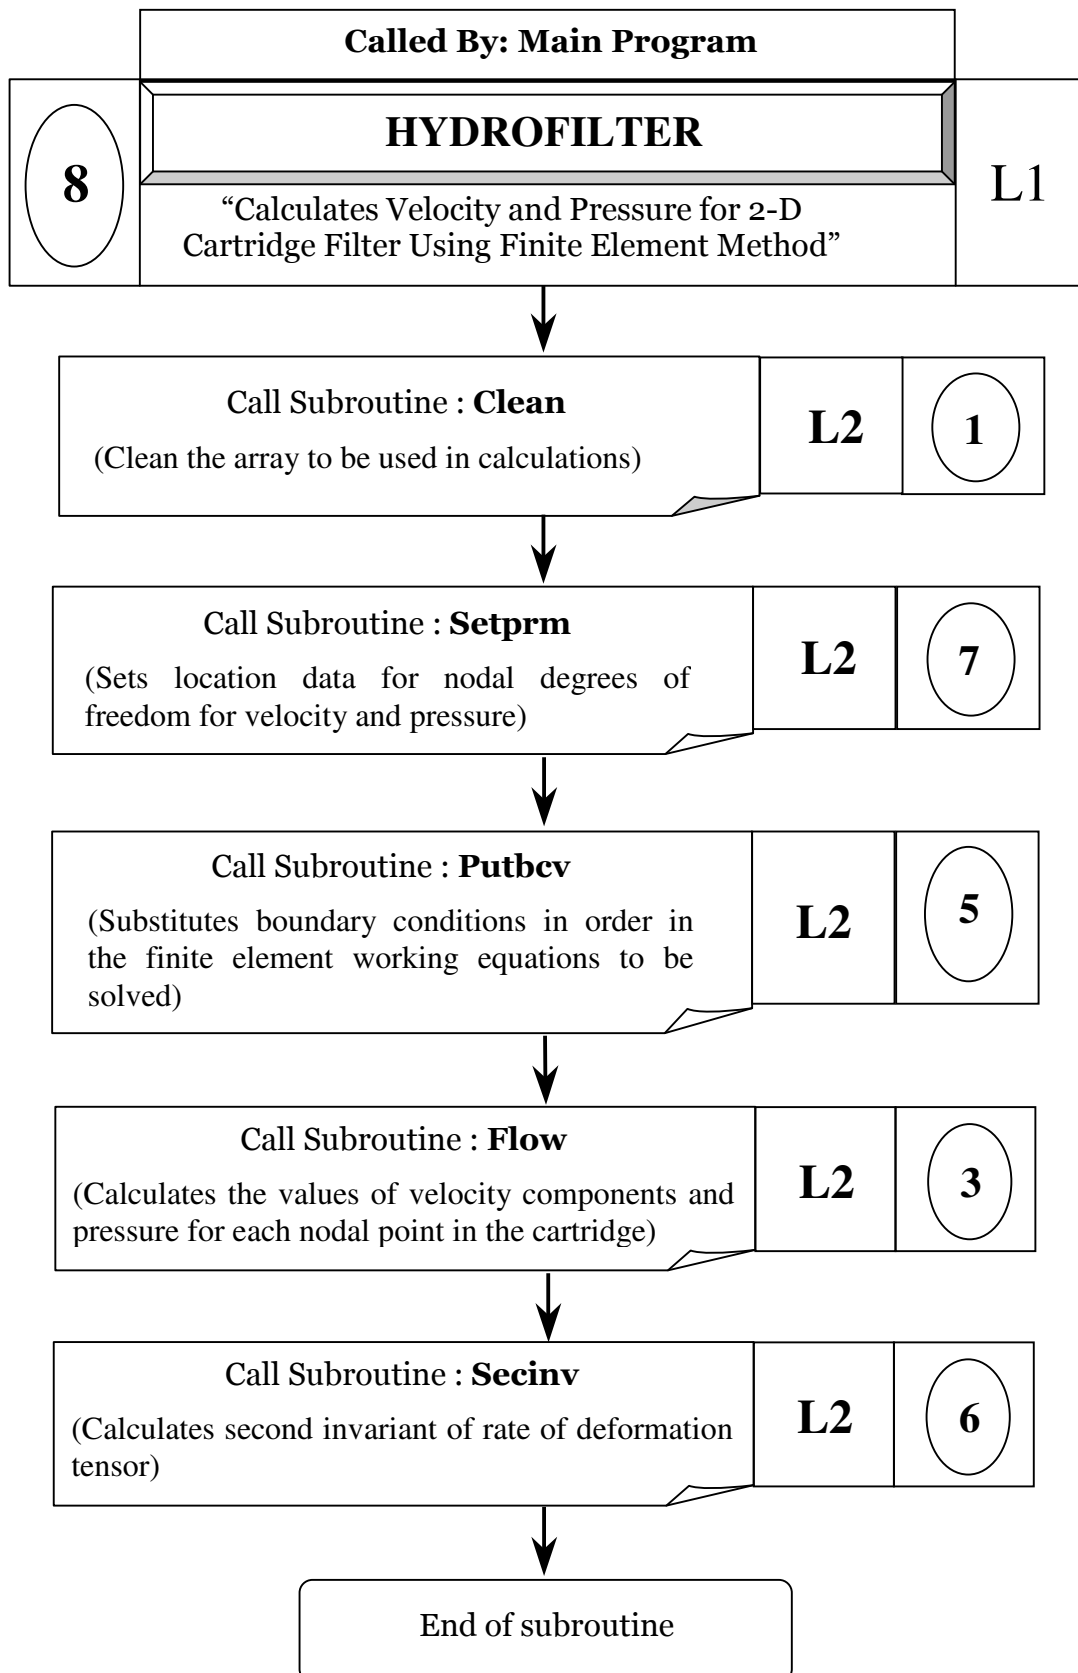 Called By: Main Program
8
HYDROFILTER
L1
“Calculates Velocity and Pressure for 2-D
Cartridge Filter Using Finite Element Method”
Call Subroutine : Clean
(Clean the array to be used in calculations)
L2
1
Call Subroutine : Setprm
(Sets location data for nodal degrees of
freedom for velocity and pressure)
L2
7
Call Subroutine : Putbcv
(Substitutes boundary conditions in order in
the finite element working equations to be
solved)
L2
5
Call Subroutine : Flow
(Calculates the values of velocity components and
pressure for each nodal point in the cartridge)
L2
3
Call Subroutine : Secinv
(Calculates second invariant of rate of deformation
tensor)
L2
6
End of subroutine